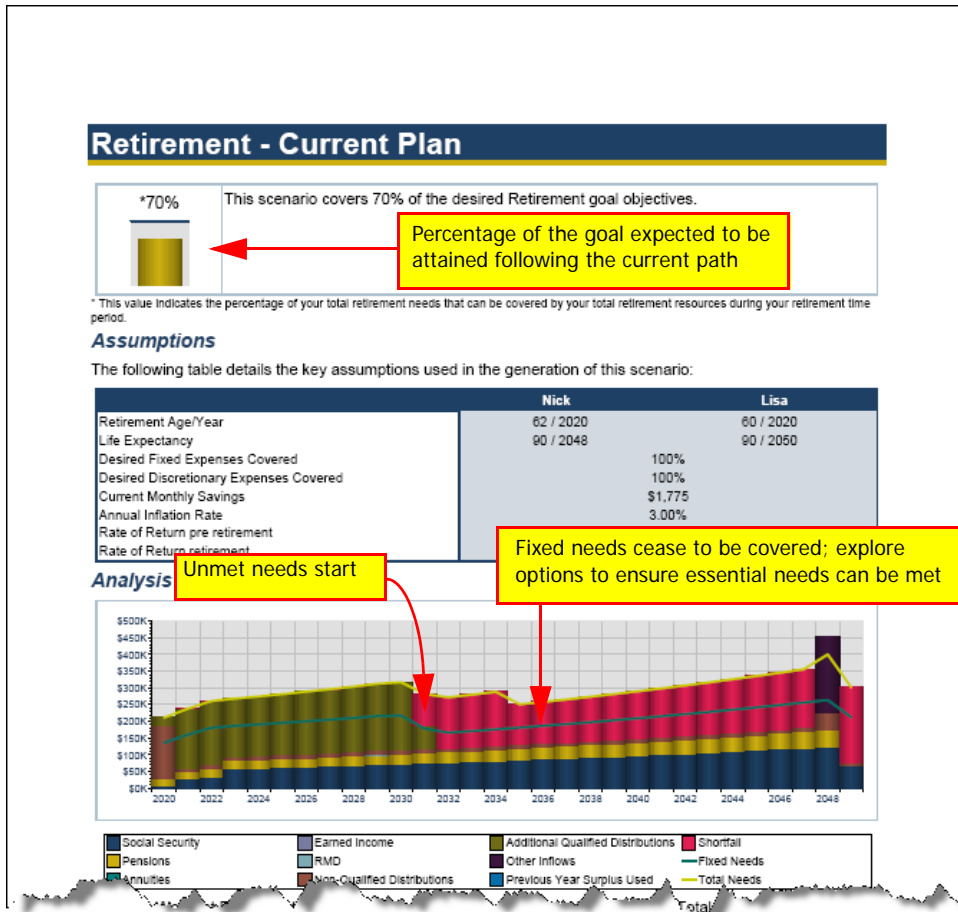 Retirement - Current Plan
*70%
This scenario covers 70% of the desired Retirement goal objectives.
Percentage of the goal expected to be
attained following the current path
* This value indicates the percentage of your total retirement needs that can be covered by your total retirement resources during your retirement time
period.
Assumptions
The following table details the key assumptions used in the generation of this scenario:
Nick Lisa
Retirement Age/Year 62 / 2020 60 / 2020
Life Expectancy 90 / 2048 90 / 2050
Desired Fixed Expenses Covered 100%
Desired Discretionary Expenses Covered 100%
Current Monthly Savings $1,775
Annual Inflation Rate 3.00%
Rate of Return pre retirement
Rate of Return retirement
Fixed needs cease to be covered; explore
options to ensure essential needs can be met
Unmet needs start
Analysis
$500K
$450K
$400K
$350K
$300K
$250K
$200K
$150K
$100K
$50K
$0K
2020 2022 2024 2026 2028 2030 2032 2034 2036 2038 2040 2042 2044 2046 2048
Social Security Earned Income Additional Qualified Distributions Shortfall
Pensions RMD Other Inflows Fixed Needs
Annuities Non-Qualified Distributions Previous Year Surplus Used Total Needs
Total